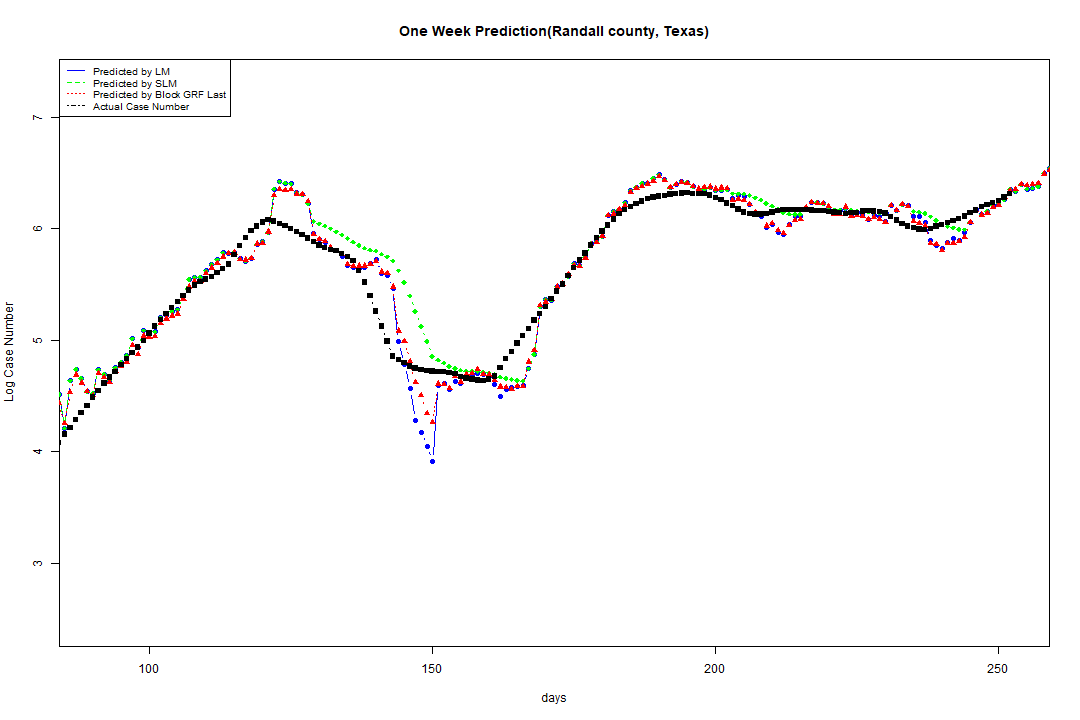 One Week Prediction(Randall county, Texas)
Predicted by LM
Predicted by SLM
Predicted by Block GRF Last
Actual Case Number
7
6
5
4
3
Log Case Number
100
150
200
250
days